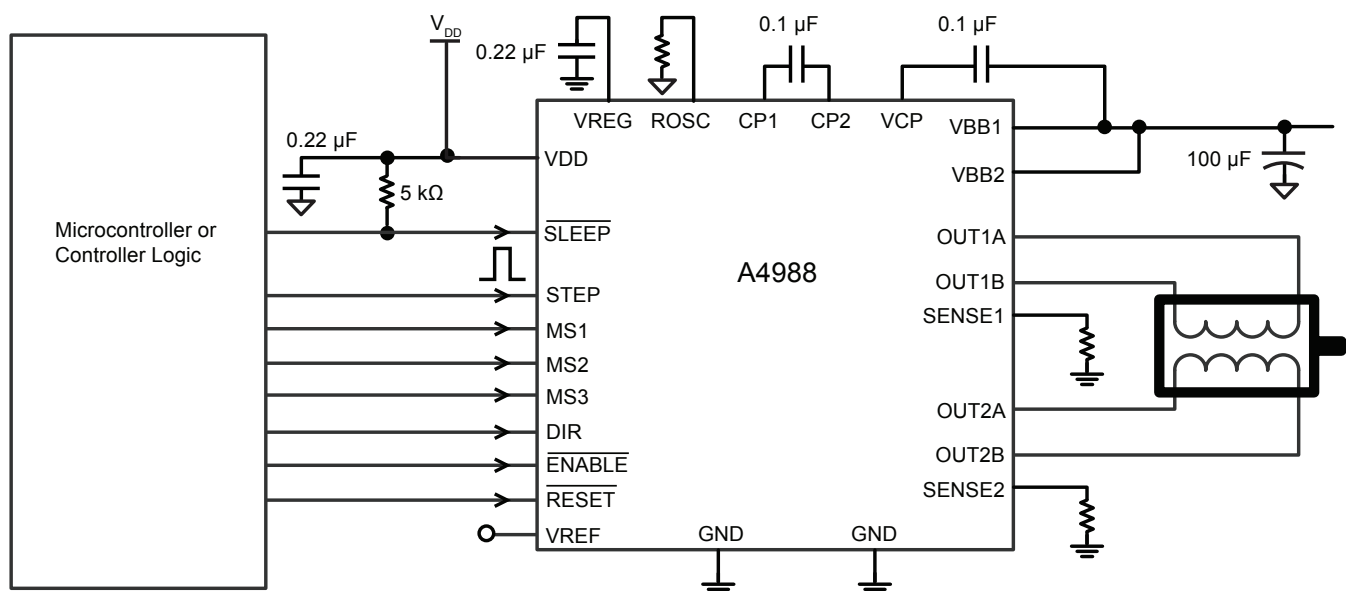 V_DD
0.22 µF
0.1 µF
0.1 µF
VREG
ROSC
CP1
CP2
VCP
VBB1
0.22 µF
VDD
100 µF
VBB2
5 kΩ
Microcontroller or
Controller Logic
SLEEP
OUT1A
A4988
OUT1B
STEP
SENSE1
MS1
MS2
MS3
OUT2A
DIR
OUT2B
ENABLE
SENSE2
RESET
VREF
GND
GND